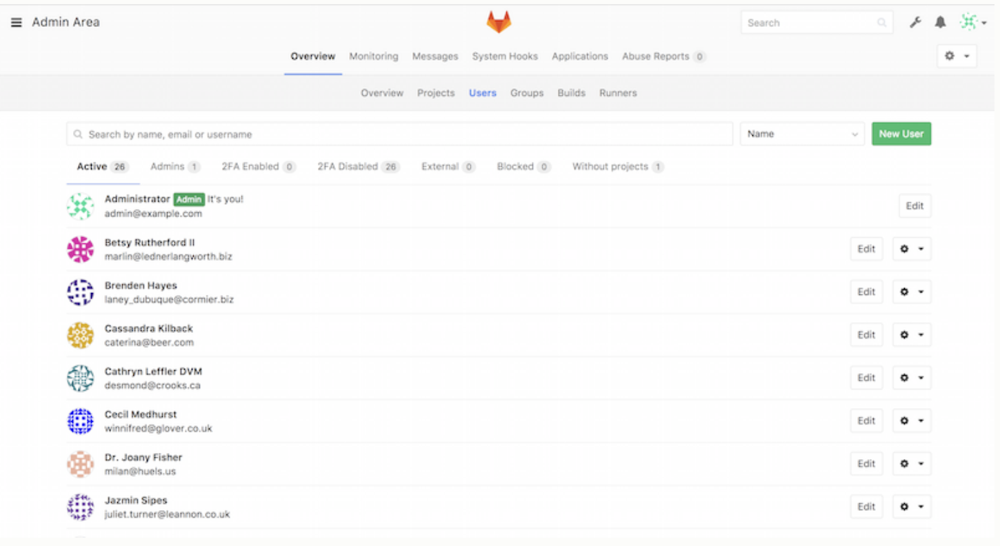 Admin Area
Search
Overview Monitoring Messages System Hooks Applications Abuse Reports 0
Overview Projects Users Groups Builds Runners
Search by name, email or username
Name
New User
Active 26 Admins 1 2FA Enabled 0 2FA Disabled 26 External 0 Blocked 0 Without projects 1
Administrator Admin It's you!
admin@example.com
Edit
Betsy Rutherford II
marlin@lednerlangworth.biz
Edit
Brenden Hayes
laney_dubuque@cormier.biz
Edit
Cassandra Kilback
caterina@beer.com
Edit
Cathryn Leffler DVM
desmond@crooks.ca
Edit
Cecil Medhurst
winnifred@glover.co.uk
Edit
Dr. Joany Fisher
milan@huels.us
Edit
Jazmin Sipes
juliet.turner@leannon.co.uk
Edit